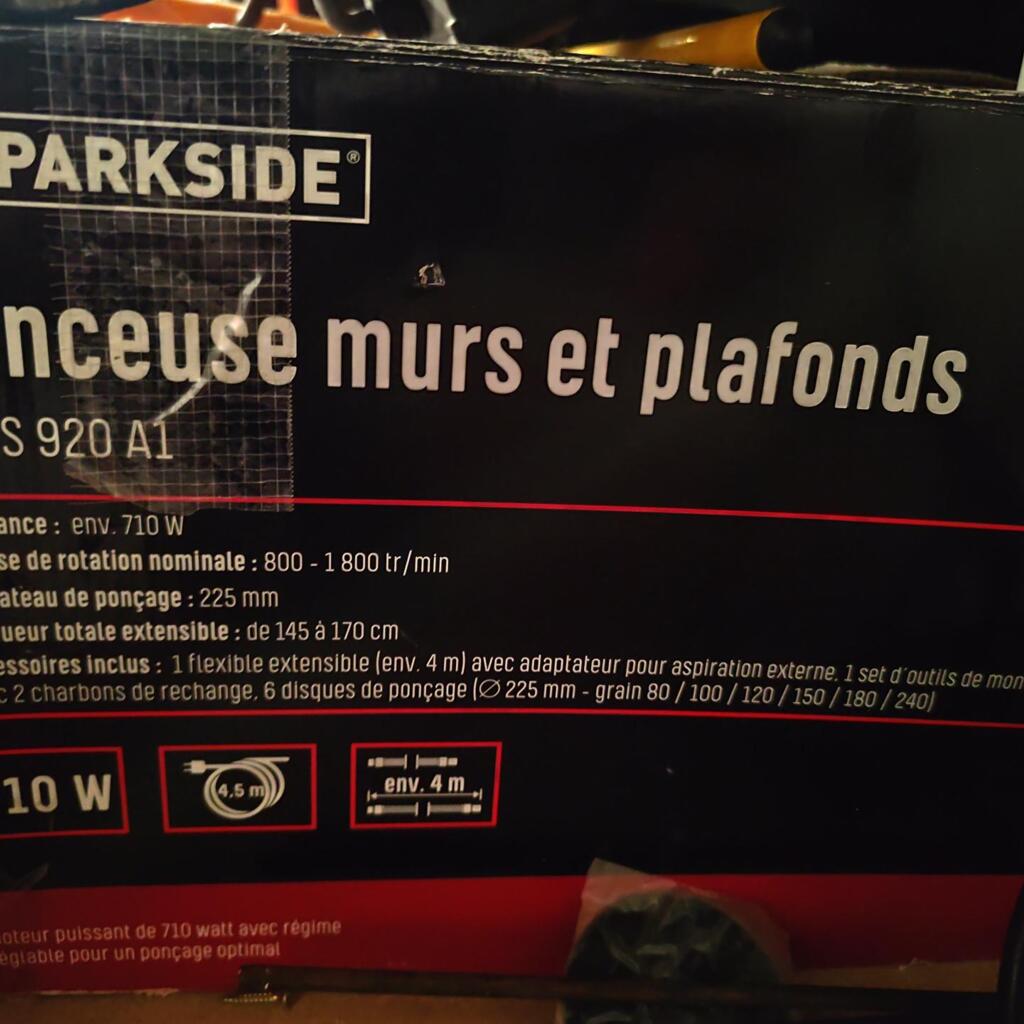 PARKSIDE®
nceuse murs et plafonds
S 920 A1
ance : env. 710 W
se de rotation nominale : 800 - 1 800 tr/min
ateau de ponçage : 225 mm
ueur totale extensible : de 145 à 170 cm
essoires inclus : 1 flexible extensible (env. 4 m) avec adaptateur pour aspiration externe, 1 set d'outils de mon
c 2 charbons de rechange, 6 disques de ponçage (∅ 225 mm - grain 80 / 100 / 120 / 150 / 180 / 240)
10 W
4,5 m
env. 4 m
oteur puissant de 710 watt avec régime
églable pour un ponçage optimal